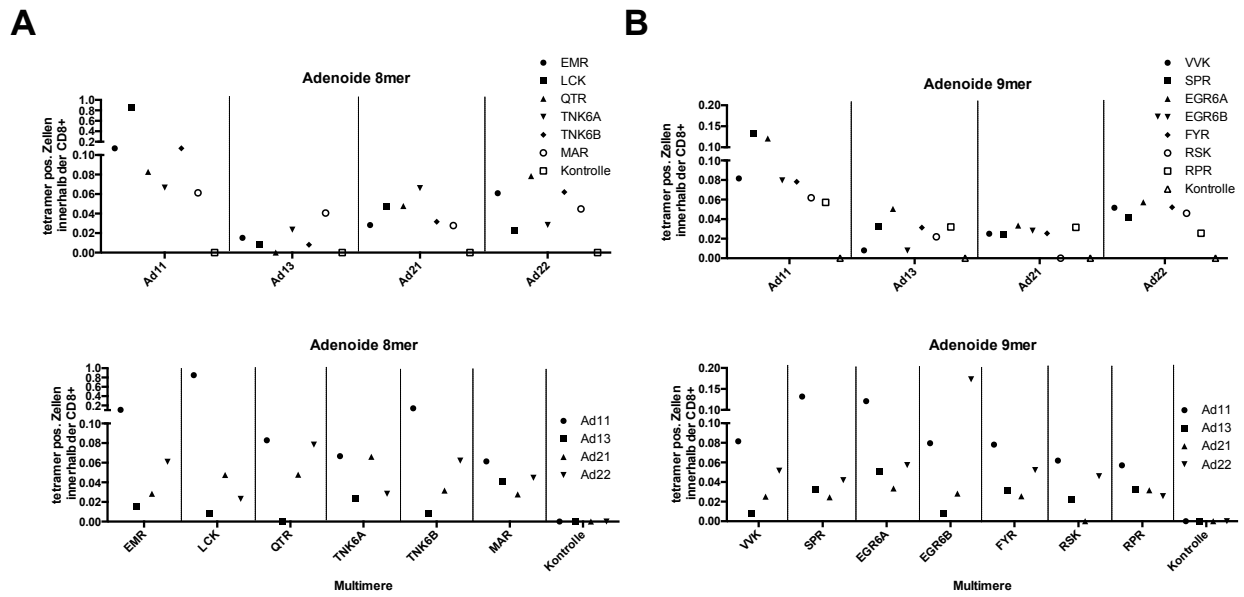 A
Adenoide 8mer
tetramer pos. Zellen
innerhalb der CD8+
1.0
0.8
0.6
0.4
0.2
0.10
0.08
0.06
0.04
0.02
0.00
Ad11
Ad13
Ad21
Ad22
EMR
LCK
QTR
TNK6A
TNK6B
MAR
Kontrolle
B
Adenoide 9mer
tetramer pos. Zellen
innerhalb der CD8+
0.20
0.15
0.10
0.10
0.08
0.06
0.04
0.02
0.00
Ad11
Ad13
Ad21
Ad22
VVK
SPR
EGR6A
EGR6B
FYR
RSK
RPR
Kontrolle
Adenoide 8mer
tetramer pos. Zellen
innerhalb der CD8+
1.0
0.8
0.6
0.4
0.2
0.10
0.08
0.06
0.04
0.02
0.00
EMR
LCK
QTR
TNK6A
TNK6B
MAR
Kontrolle
Multimere
Ad11
Ad13
Ad21
Ad22
Adenoide 9mer
tetramer pos. Zellen
innerhalb der CD8+
0.20
0.15
0.10
0.10
0.08
0.06
0.04
0.02
0.00
VVK
SPR
EGR6A
EGR6B
FYR
RSK
RPR
Kontrolle
Multimere
Ad11
Ad13
Ad21
Ad22